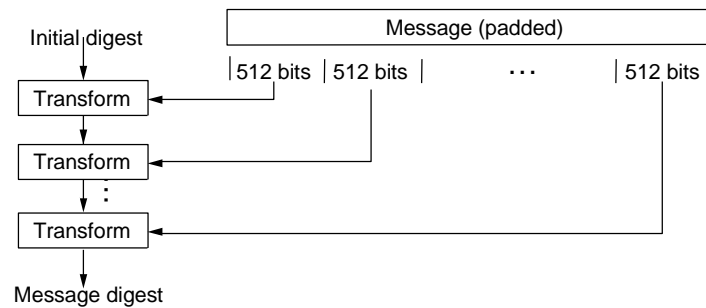 Initial digest
Message (padded)
512 bits 512 bits ... 512 bits
Transform
Transform
Transform
Message digest